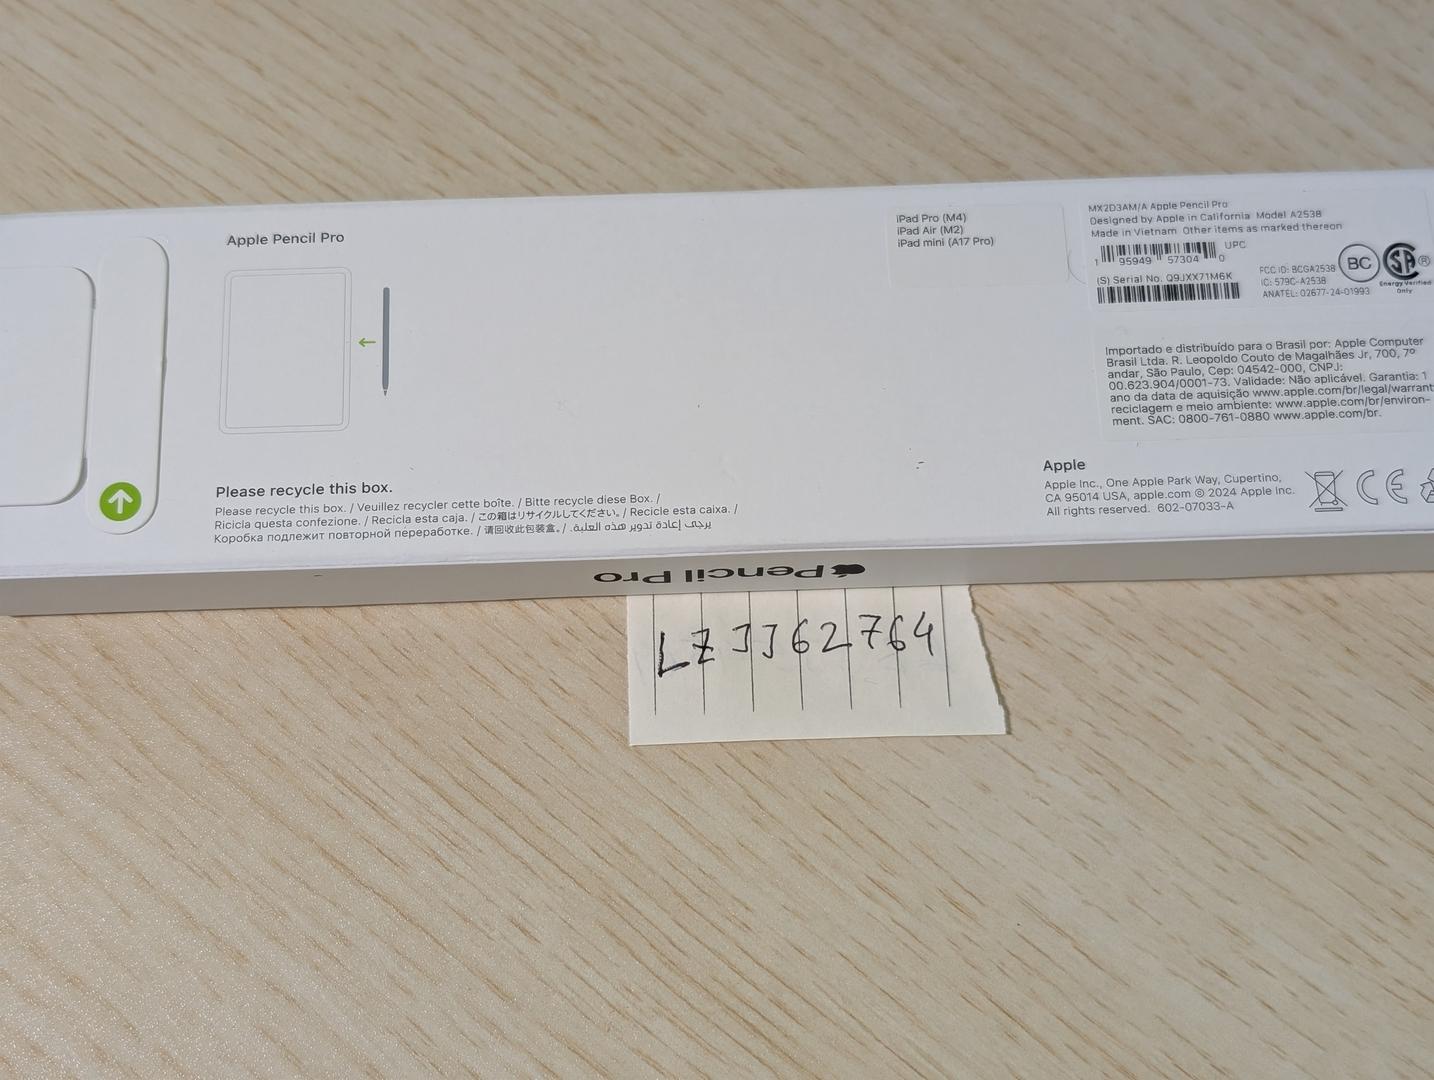 Apple Pencil Pro
Please recycle this box.
Please recycle this box. / Veuillez recycler cette boîte. / Bitte recycle diese Box. /
Ricicla questa confezione. / Recicla esta caja. / この箱はリサイクルしてください。/ Recicle esta caixa. /
Коробка подлежит повторной переработке. / 请回收此包装盒。/ يرجى إعادة تدوير هذه العلبة.
iPad Pro (M4)
iPad Air (M2)
iPad mini (A17 Pro)
MX2D3AM/A Apple Pencil Pro
Designed by Apple in California Model A2538
Made in Vietnam Other items as marked thereon
UPC
1 95949 57304 0
(S) Serial No. Q9JXX71M6K
FCC ID: BCGA2538
IC: 579C-A2538
ANATEL: 02677-24-01993
BC
SA®
Energy Verified
Only
Importado e distribuído para o Brasil por: Apple Computer
Brasil Ltda. R. Leopoldo Couto de Magalhães Jr, 700, 7º
andar, São Paulo, Cep: 04542-000, CNPJ:
00.623.904/0001-73. Validade: Não aplicável. Garantia: 1
ano da data de aquisição www.apple.com/br/legal/warrant
reciclagem e meio ambiente: www.apple.com/br/environ-
ment. SAC: 0800-761-0880 www.apple.com/br.
Apple
Apple Inc., One Apple Park Way, Cupertino,
CA 95014 USA, apple.com © 2024 Apple Inc.
All rights reserved. 602-07033-A
CE
Pencil Pro
LZJJ62764